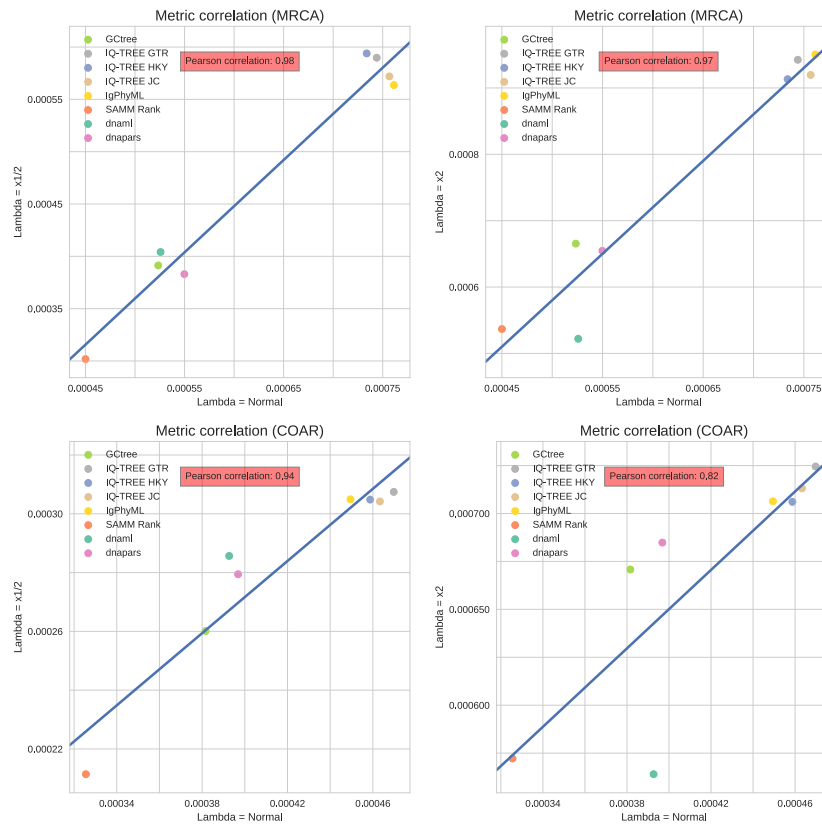 Metric correlation (MRCA)
GCtree
IQ-TREE GTR
IQ-TREE HKY
IQ-TREE JC
IgPhyML
SAMM Rank
dnaml
dnapars
Pearson correlation: 0.98
0.00055
0.00045
0.00035
Lambda = x1/2
0.00045 0.00055 0.00065 0.00075
Lambda = Normal
Metric correlation (MRCA)
GCtree
IQ-TREE GTR
IQ-TREE HKY
IQ-TREE JC
IgPhyML
SAMM Rank
dnaml
dnapars
Pearson correlation: 0.97
0.0008
0.0006
Lambda = x2
0.00045 0.00055 0.00065 0.00075
Lambda = Normal
Metric correlation (COAR)
GCtree
IQ-TREE GTR
IQ-TREE HKY
IQ-TREE JC
IgPhyML
SAMM Rank
dnaml
dnapars
Pearson correlation: 0,94
0.00030
0.00026
0.00022
Lambda = x1/2
0.00034 0.00038 0.00042 0.00046
Lambda = Normal
Metric correlation (COAR)
GCtree
IQ-TREE GTR
IQ-TREE HKY
IQ-TREE JC
IgPhyML
SAMM Rank
dnaml
dnapars
Pearson correlation: 0,82
0.000700
0.000650
0.000600
Lambda = x2
0.00034 0.00038 0.00042 0.00046
Lambda = Normal